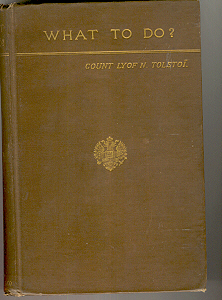 WHAT TO DO?
COUNT LYOF N. TOLSTOÏ.